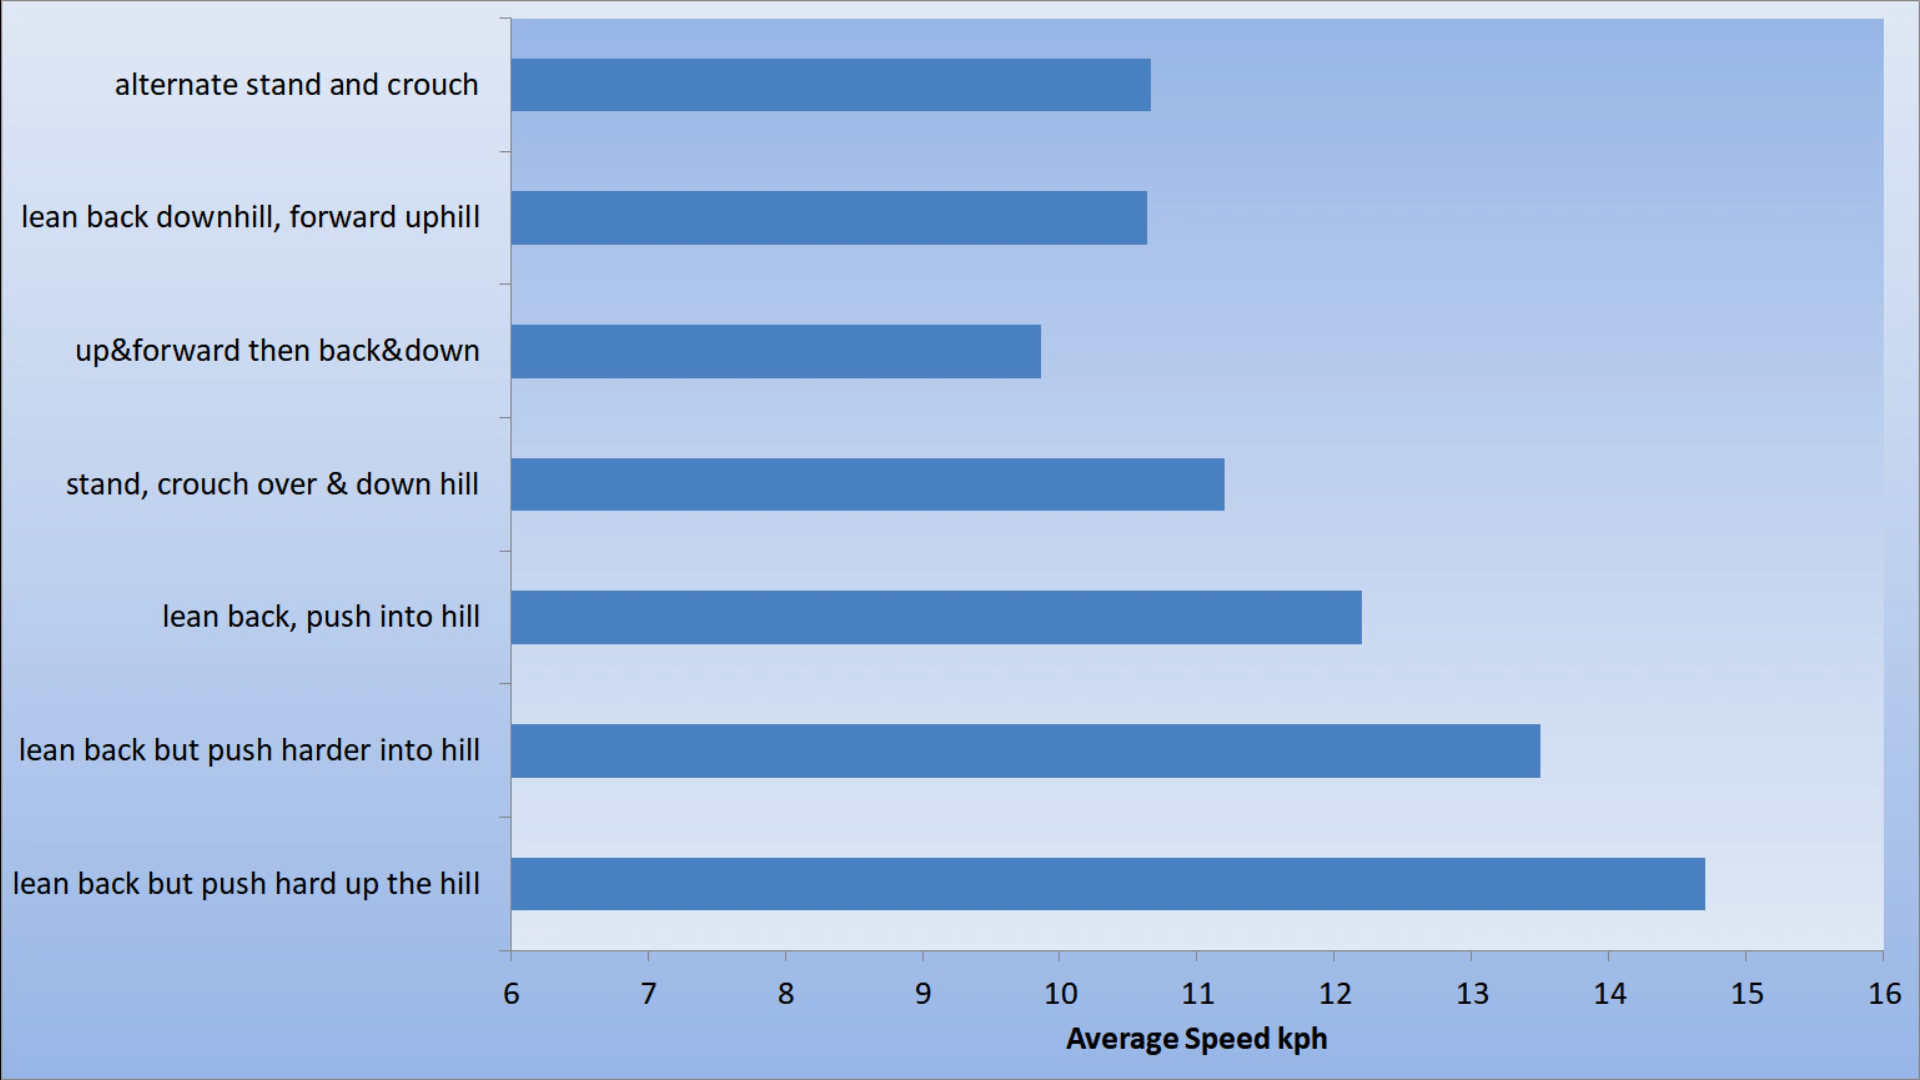 alternate stand and crouch
lean back downhill, forward uphill
up&forward then back&down
stand, crouch over & down hill
lean back, push into hill
lean back but push harder into hill
lean back but push hard up the hill
6 7 8 9 10 11 12 13 14 15 16
Average Speed kph